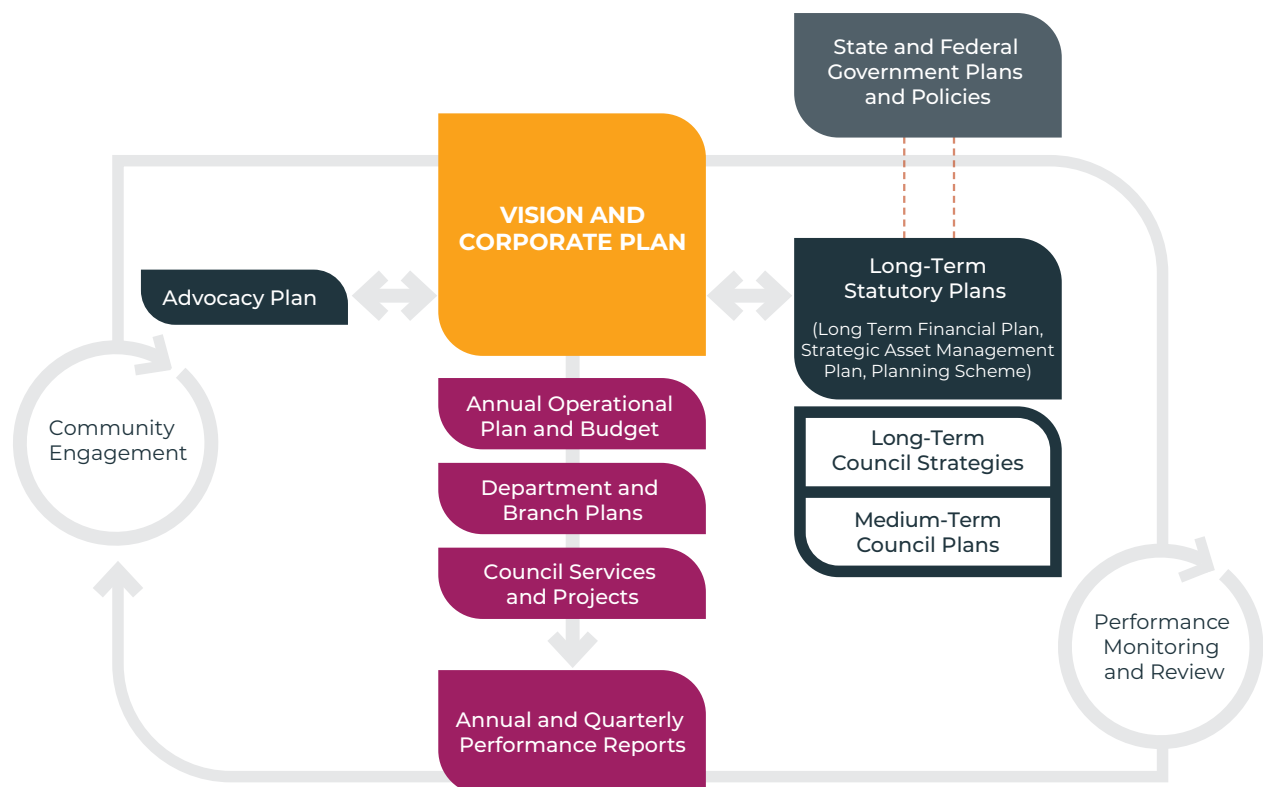 State and Federal
Government Plans
and Policies
VISION AND
CORPORATE PLAN
Advocacy Plan
Long-Term
Statutory Plans
(Long Term Financial Plan,
Strategic Asset Management
Plan, Planning Scheme)
Annual Operational
Plan and Budget
Community
Engagement
Long-Term
Council Strategies
Department and
Branch Plans
Medium-Term
Council Plans
Council Services
and Projects
Performance
Monitoring
and Review
Annual and Quarterly
Performance Reports